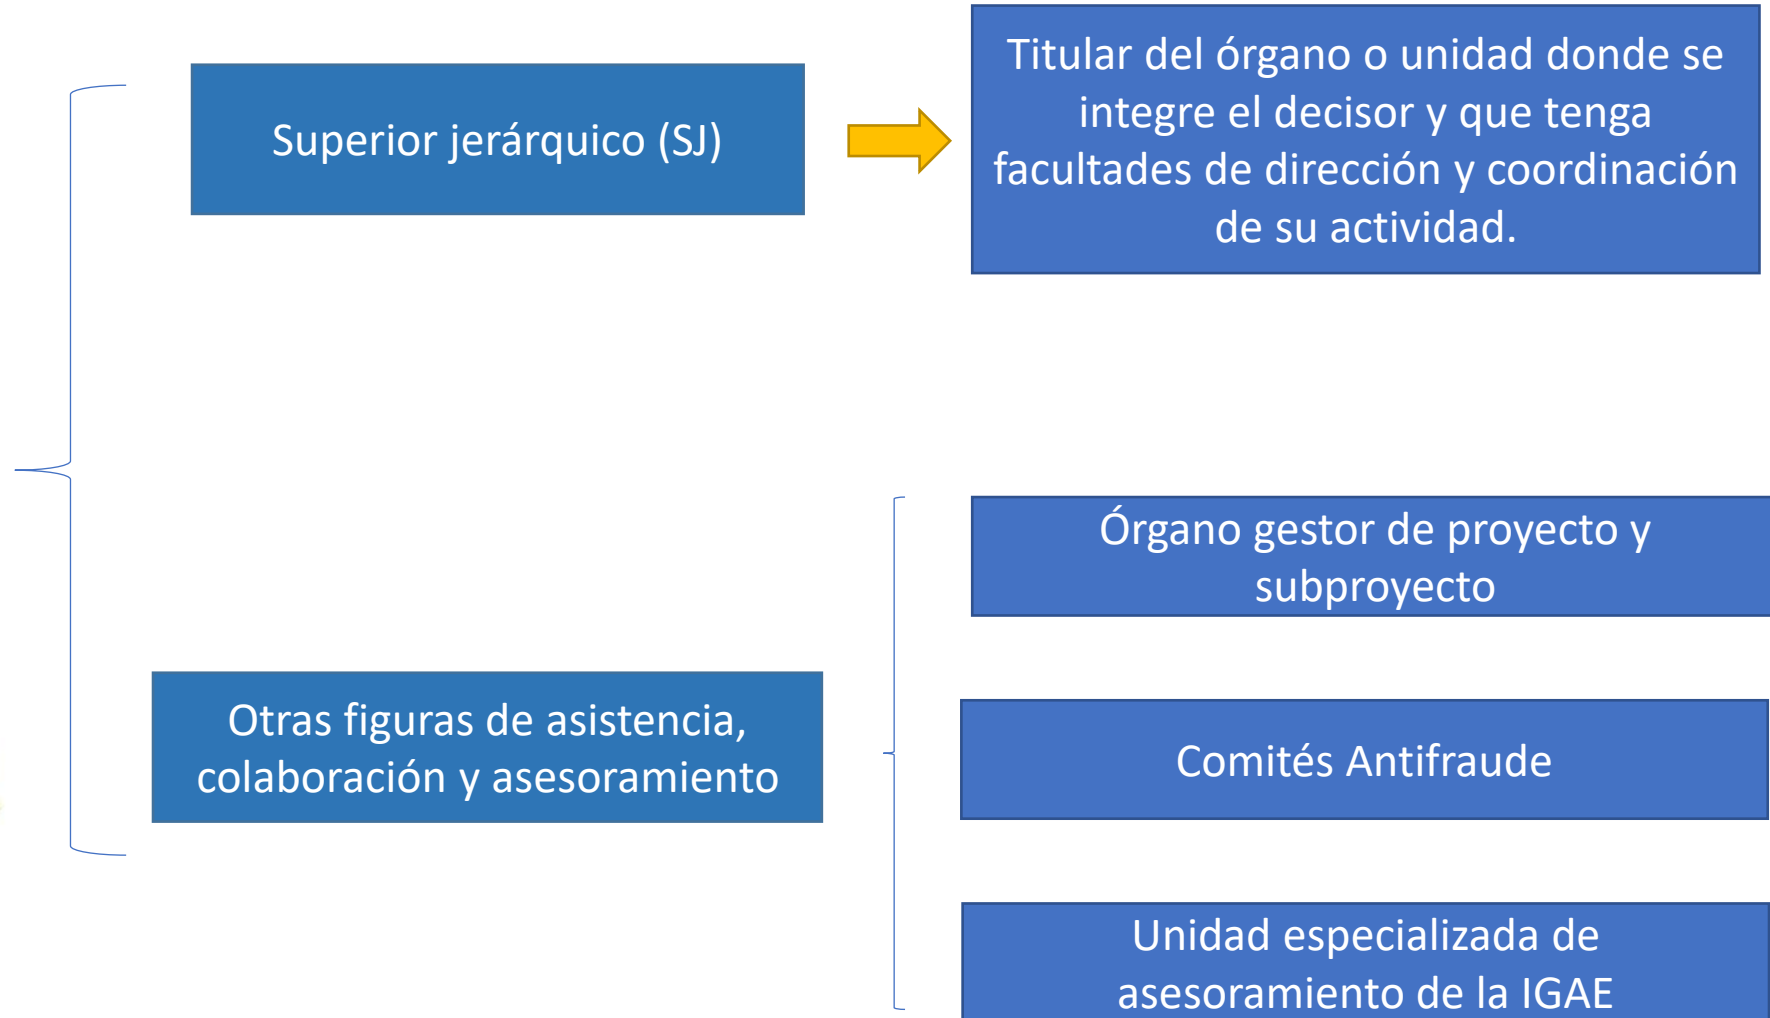 Superior jerárquico (SJ)
Titular del órgano o unidad donde se
integre el decisor y que tenga
facultades de dirección y coordinación
de su actividad.
Otras figuras de asistencia,
colaboración y asesoramiento
Órgano gestor de proyecto y
subproyecto
Comités Antifraude
Unidad especializada de
asesoramiento de la IGAE